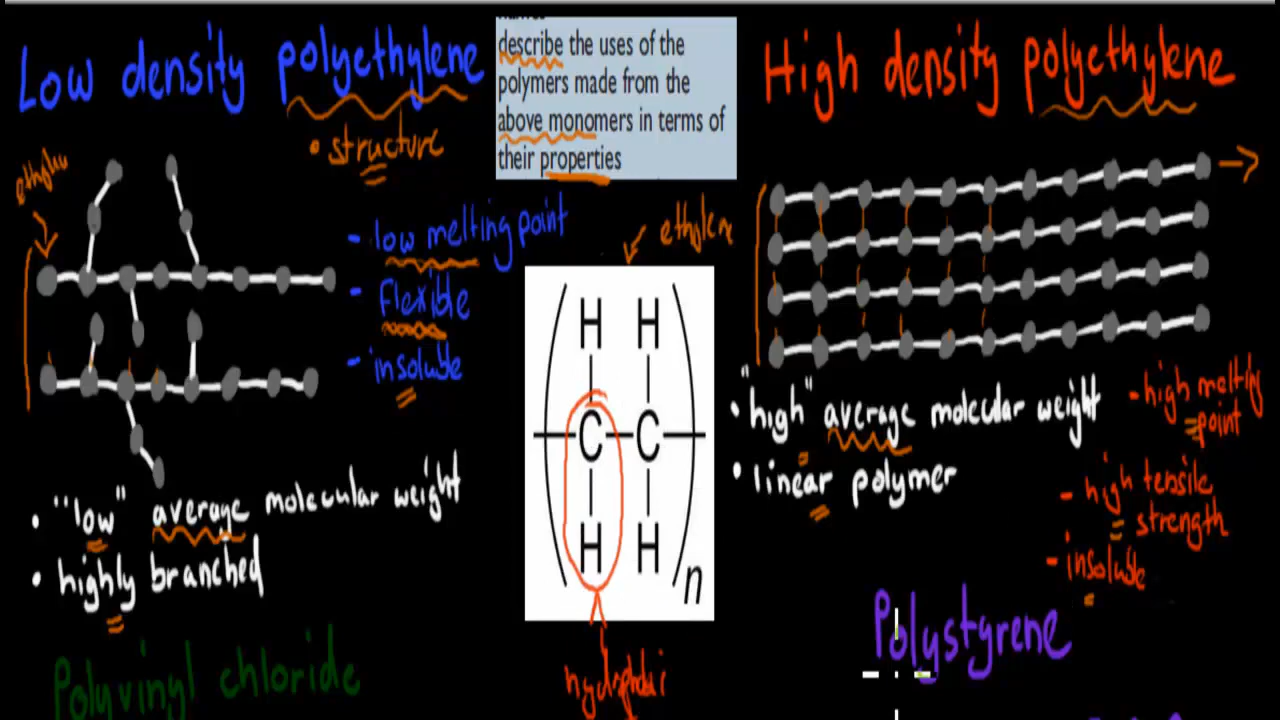 Low density polyethylene
• structure
describe the uses of the
polymers made from the
above monomers in terms of
their properties
High density polyethylene
- low melting point
- flexible
- insoluble
ethylene
H H
C C
H H
n
• "low" average molecular weight
• highly branched
• "high" average molecular weight
• linear polymer
- high melting
point
- high tensile
strength
- insoluble
Polyvinyl chloride
Polystyrene